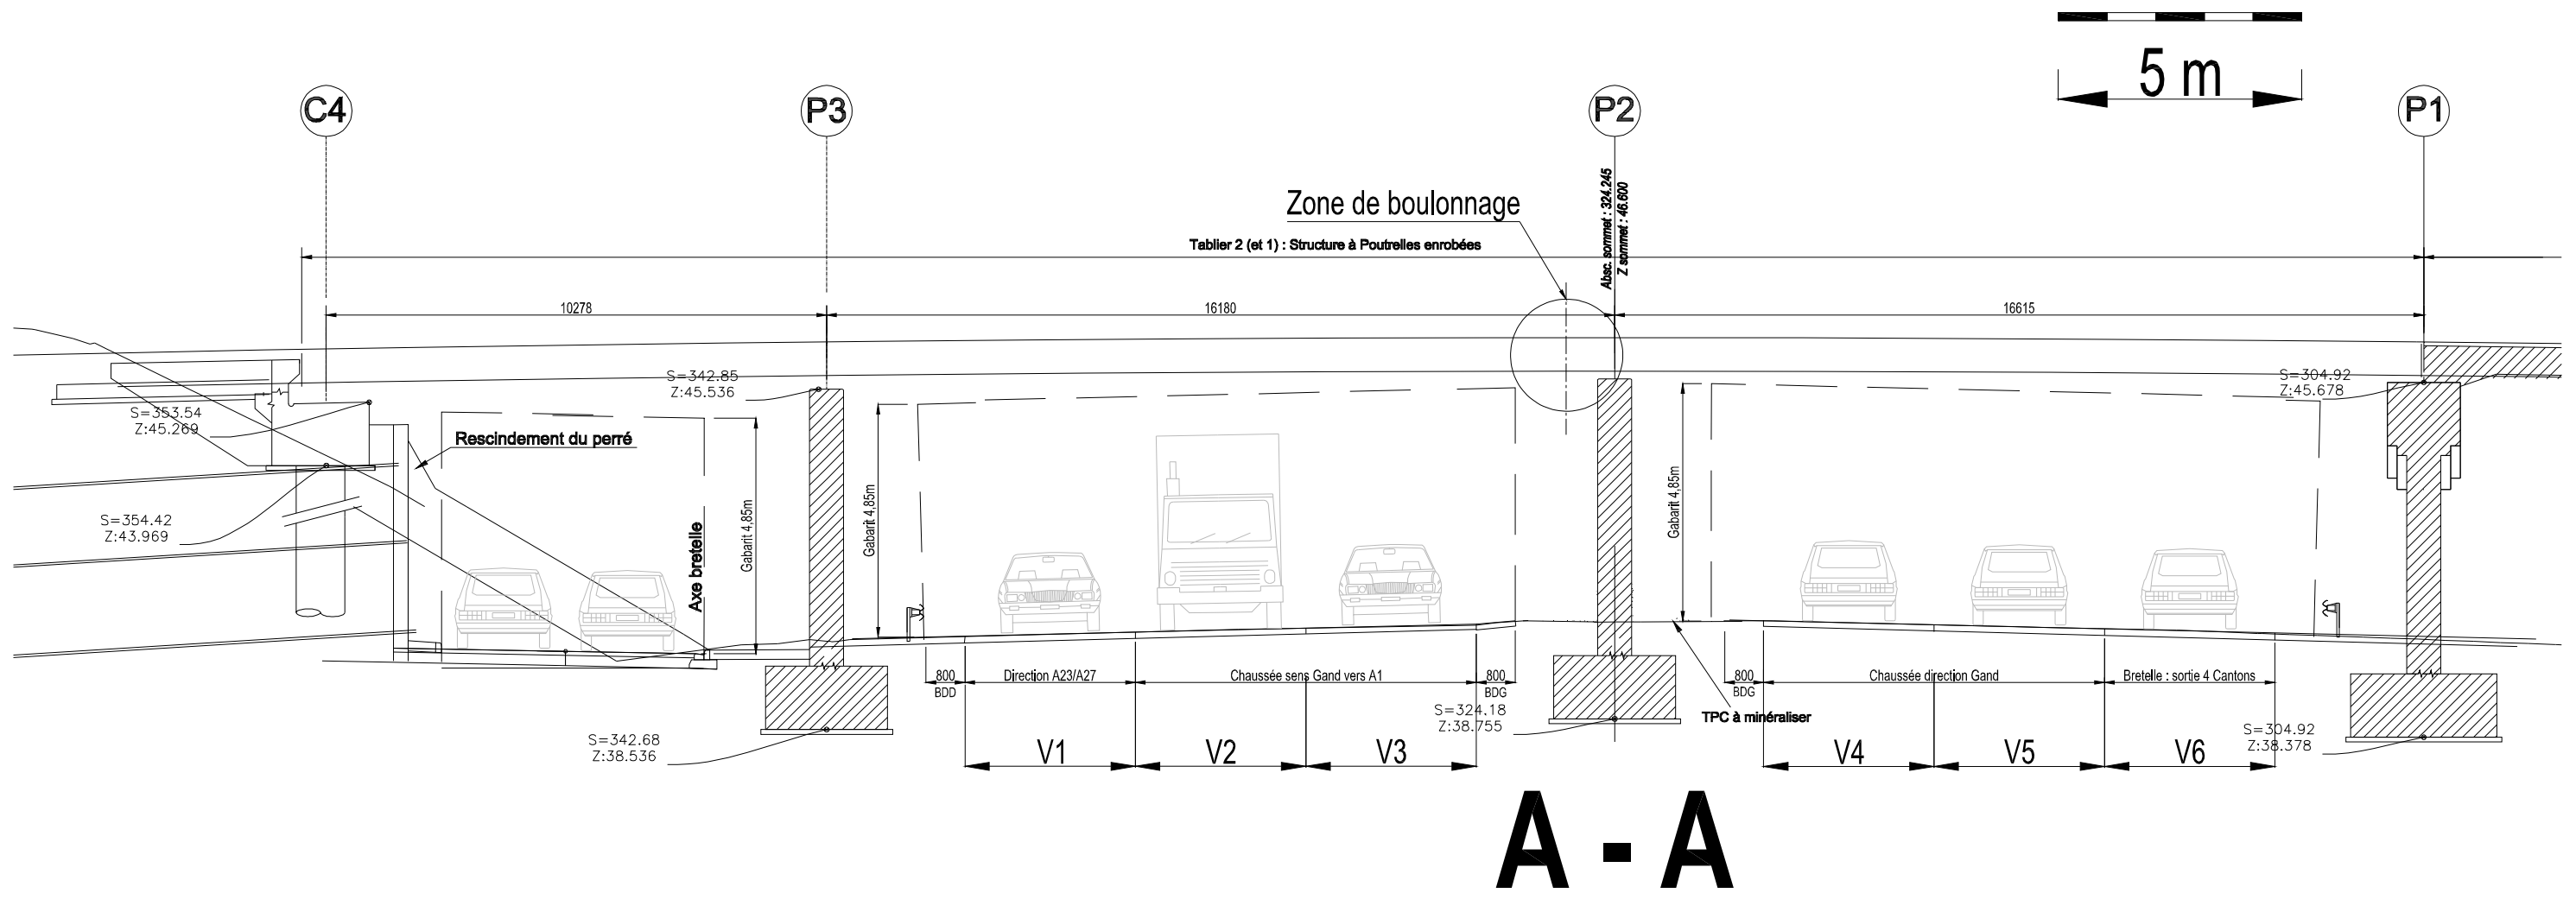 5 m
C4
P3
P2
P1
Absc. sommet : 324.245
Z sommet : 46.600
Zone de boulonnage
Tablier 2 (et 1) : Structure à Poutrelles enrobées
10278
16180
16615
S=342.85
Z:45.536
S=304.92
Z:45.678
S=353.54
Z:45.269
Rescindement du perré
S=354.42
Z:43.969
Axe bretelle
Gabarit 4,85m
Gabarit 4,85m
Gabarit 4,85m
800
BDD
Direction A23/A27
Chaussée sens Gand vers A1
800
BDG
800
BDG
Chaussée direction Gand
Bretelle : sortie 4 Cantons
TPC à minéraliser
S=324.18
Z:38.755
S=342.68
Z:38.536
S=304.92
Z:38.378
V1
V2
V3
V4
V5
V6
A - A